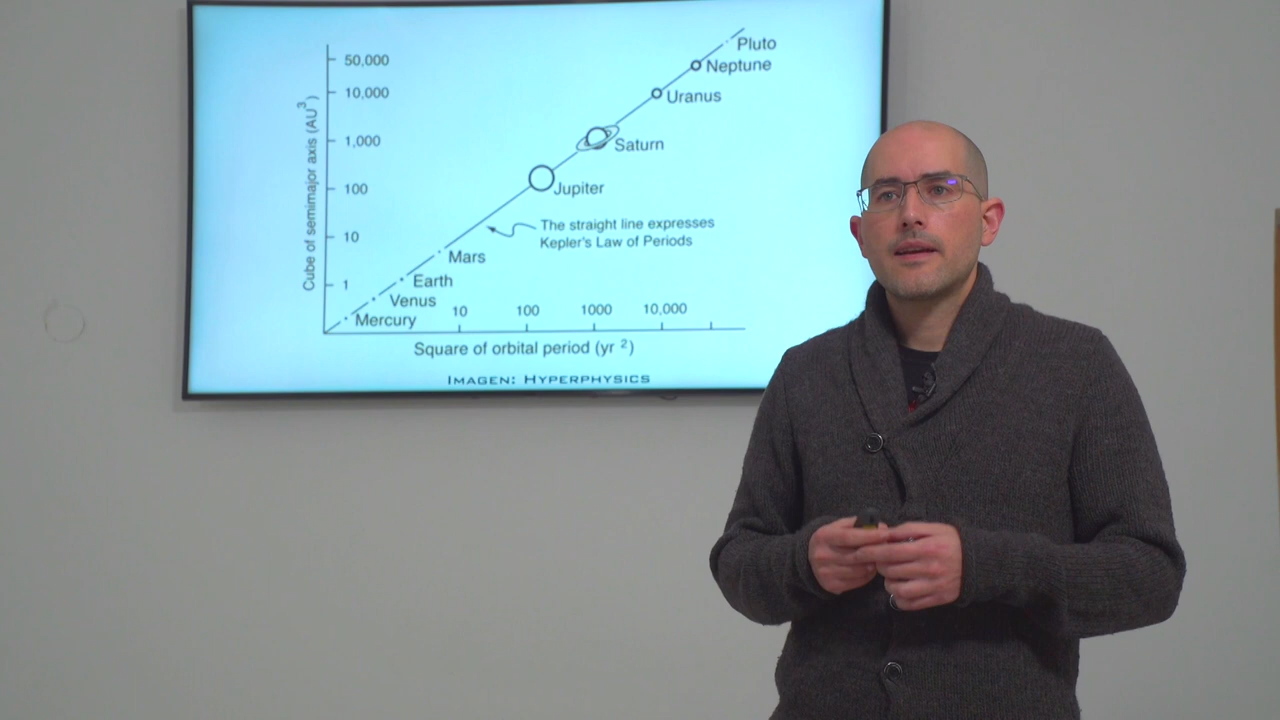 Pluto
50,000
Neptune
10,000
Uranus
1,000
Saturn
100
Jupiter
The straight line expresses
Kepler's Law of Periods
10
Mars
1
Earth
Venus
Mercury
10 100 1000 10,000
Cube of semimajor axis (AU³)
Square of orbital period (yr ²)
IMAGEN: HYPERPHYSICS